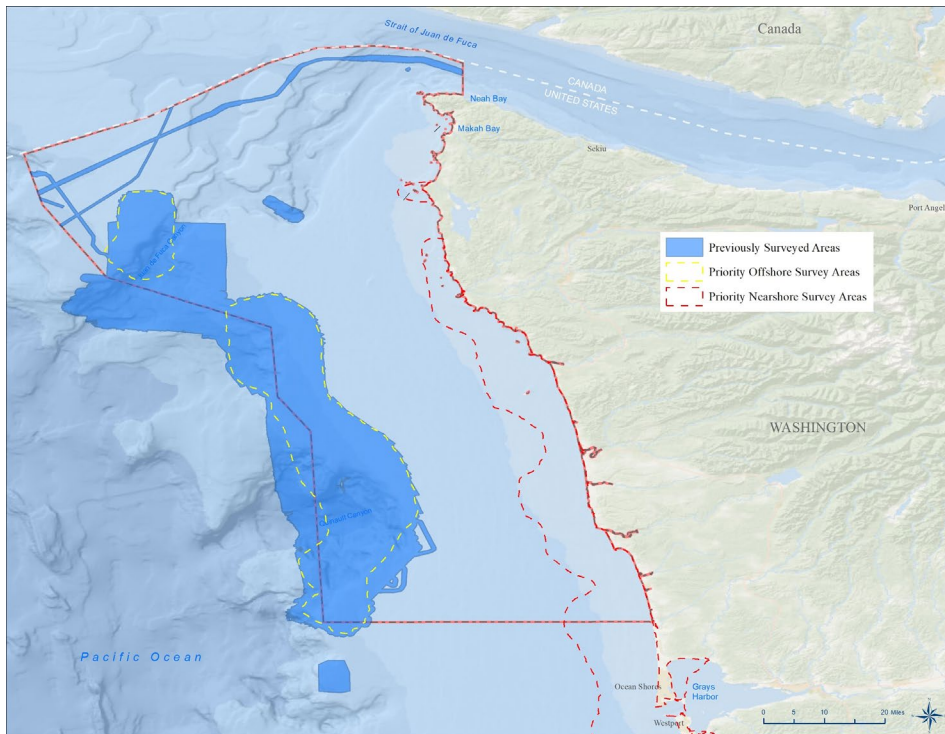 Canada
Strait of Juan de Fuca
CANADA
UNITED STATES
Neah Bay
Makah Bay
Sekiu
Port Angel
Previously Surveyed Areas
Priority Offshore Survey Areas
Priority Nearshore Survey Areas
WASHINGTON
Pacific Ocean
Ocean Shores
Grays
Harbor
Westport
0 5 10 20 Miles